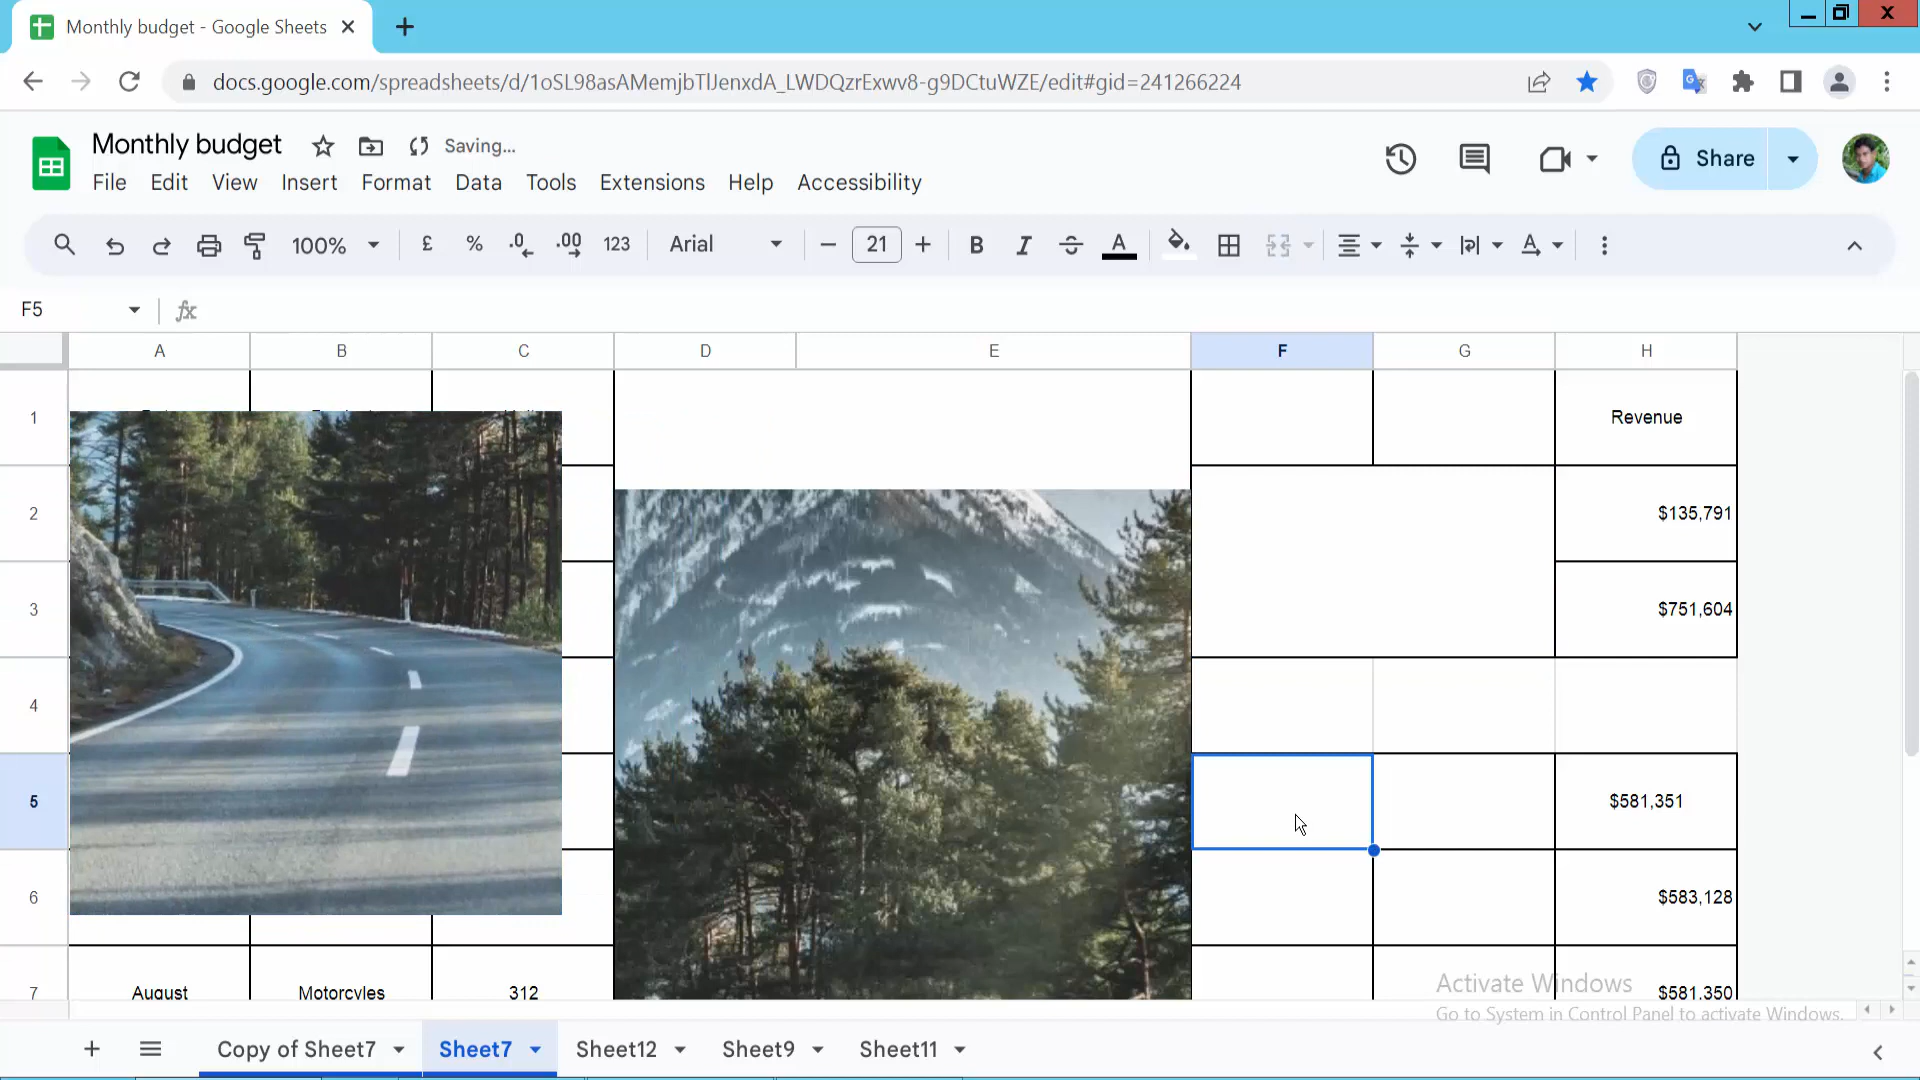 Monthly budget - Google Sheets
docs.google.com/spreadsheets/d/1oSL98asAMemjbTlJenxdA_LWDQzrExwv8-g9DCtuWZE/edit#gid=241266224
Monthly budget Saving...
File Edit View Insert Format Data Tools Extensions Help Accessibility
Share
100% £ % .0 .00 123 Arial 21 B I A A
F5 fx
A B C D E F G H
1 Revenue
2 $135,791
3 $751,604
4
5 $581,351
6 $583,128
7 August Motorcyles 312 $581,350
Activate Windows
Go to System in Control Panel to activate Windows.
Copy of Sheet7 Sheet7 Sheet12 Sheet9 Sheet11